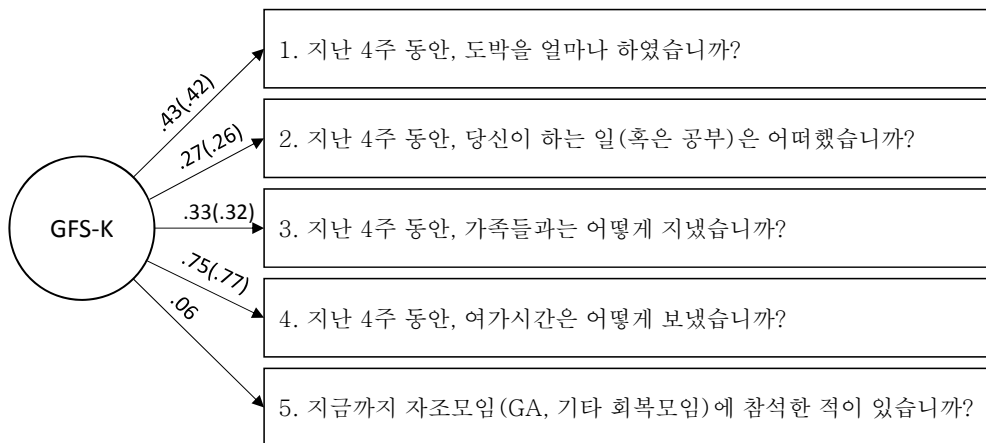 1. 지난 4주 동안, 도박을 얼마나 하였습니까?
.43(.42)
2. 지난 4주 동안, 당신이 하는 일(혹은 공부)은 어떠했습니까?
.27(.26)
GFS-K
.33(.32)
3. 지난 4주 동안, 가족들과는 어떻게 지냈습니까?
.75(.77)
4. 지난 4주 동안, 여가시간은 어떻게 보냈습니까?
.06
5. 지금까지 자조모임(GA, 기타 회복모임)에 참석한 적이 있습니까?